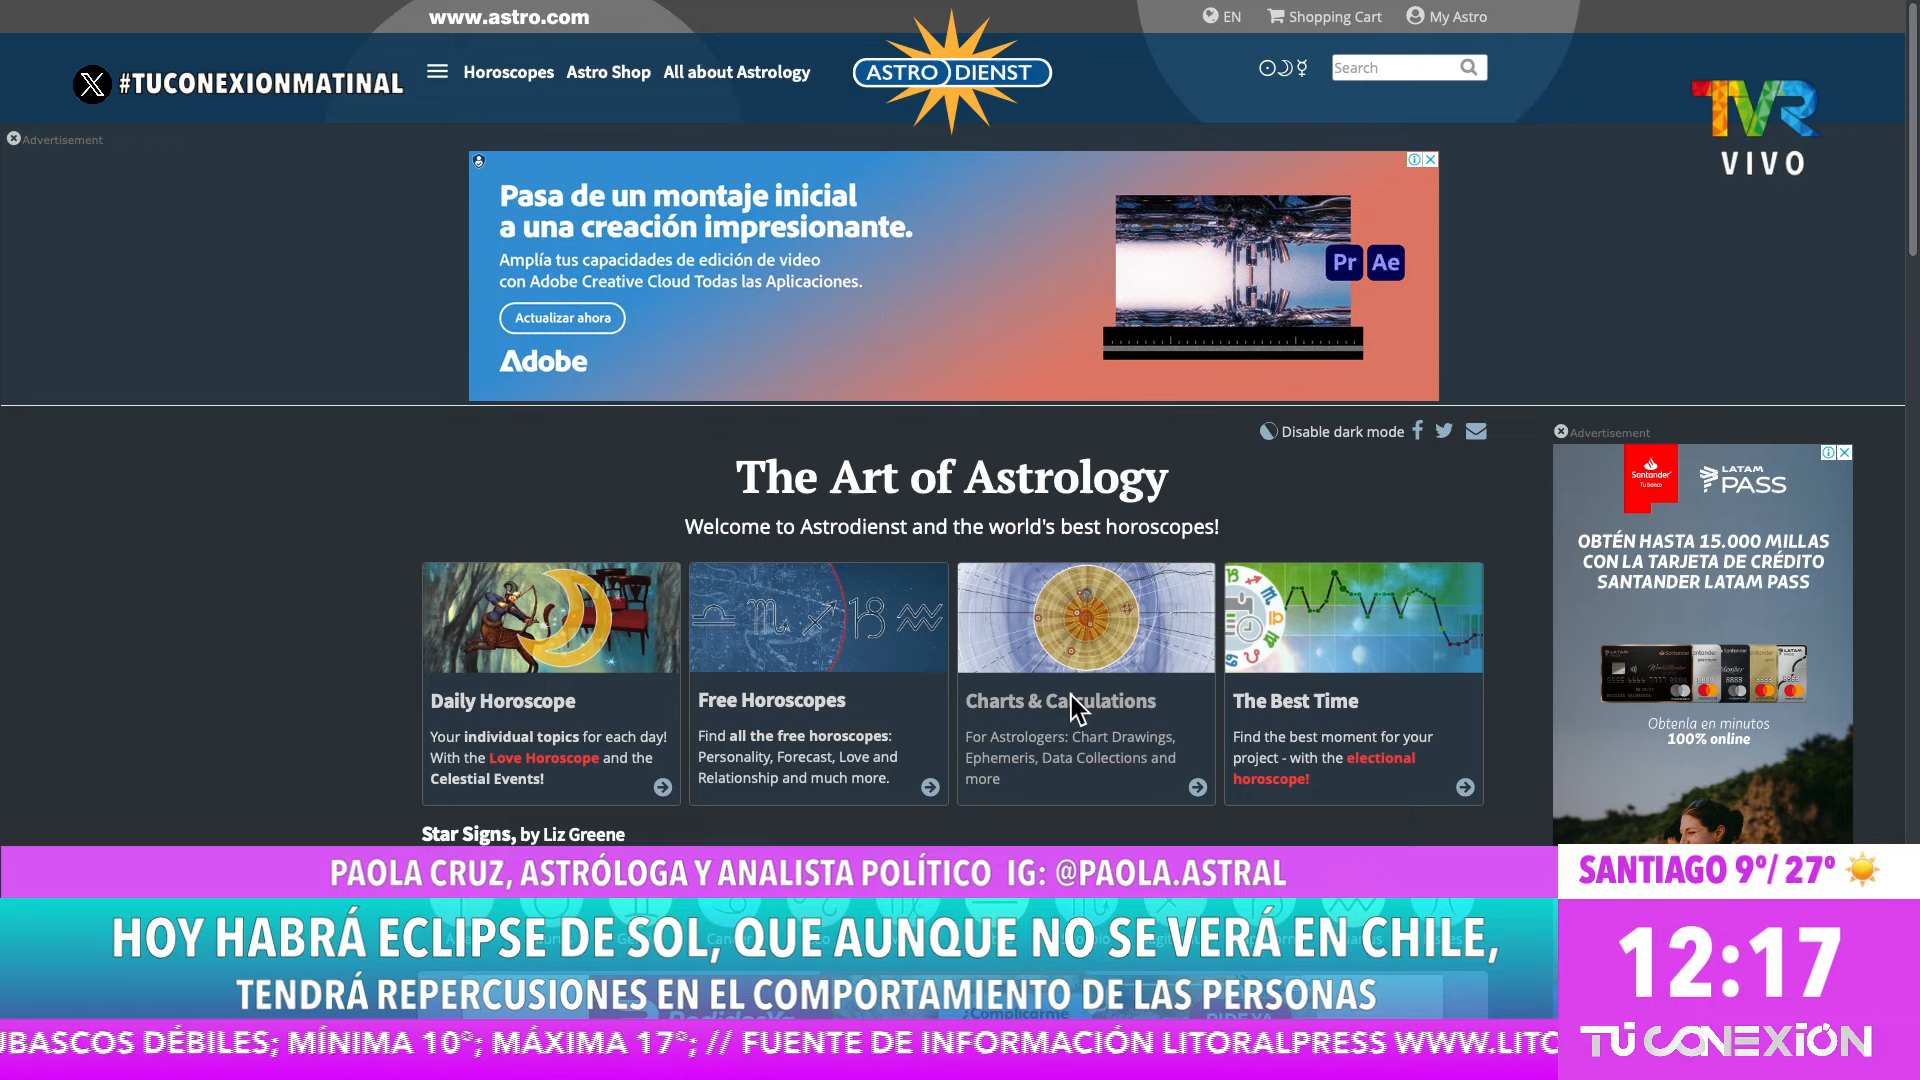 www.astro.com
EN
Shopping Cart
My Astro
#TUCONEXIONMATINAL
Horoscopes
Astro Shop
All about Astrology
ASTRO DIENST
Search
TVR
VIVO
Advertisement
Pasa de un montaje inicial
a una creación impresionante.
Amplía tus capacidades de edición de video
con Adobe Creative Cloud Todas las Aplicaciones.
Actualizar ahora
Adobe
Pr
Ae
Disable dark mode
The Art of Astrology
Welcome to Astrodienst and the world's best horoscopes!
Daily Horoscope
Your individual topics for each day!
With the Love Horoscope and the
Celestial Events!
Free Horoscopes
Find all the free horoscopes:
Personality, Forecast, Love and
Relationship and much more.
Charts & Calculations
For Astrologers: Chart Drawings,
Ephemeris, Data Collections and
more
The Best Time
Find the best moment for your
project - with the electional
horoscope!
Advertisement
Santander
Tu banco
LATAM
PASS
OBTÉN HASTA 15.000 MILLAS
CON LA TARJETA DE CRÉDITO
SANTANDER LATAM PASS
Obtenla en minutos
100% online
Star Signs, by Liz Greene
PAOLA CRUZ, ASTRÓLOGA Y ANALISTA POLÍTICO IG: @PAOLA.ASTRAL
HOY HABRÁ ECLIPSE DE SOL, QUE AUNQUE NO SE VERÁ EN CHILE,
TENDRÁ REPERCUSIONES EN EL COMPORTAMIENTO DE LAS PERSONAS
UBASCOS DÉBILES; MÍNIMA 10º; MÁXIMA 17º; // FUENTE DE INFORMACIÓN LITORALPRESS WWW.LITO
SANTIAGO 9º/ 27º
12:17
TÚ CONEXIÓN